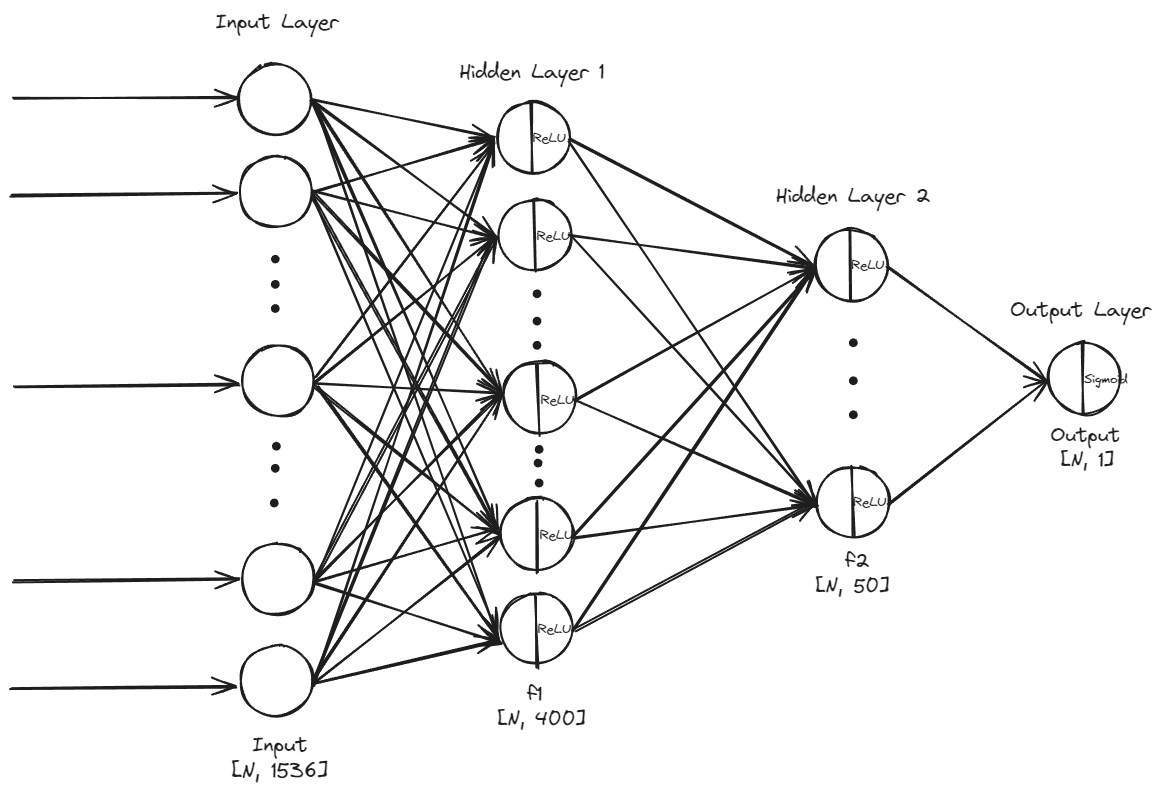 Input Layer
Hidden Layer 1
ReLU
ReLU
ReLU
ReLU
ReLU
Hidden Layer 2
ReLU
ReLU
Output Layer
Sigmoid
Output
[N, 1]
f2
[N, 50]
f1
[N, 400]
Input
[N, 1536]